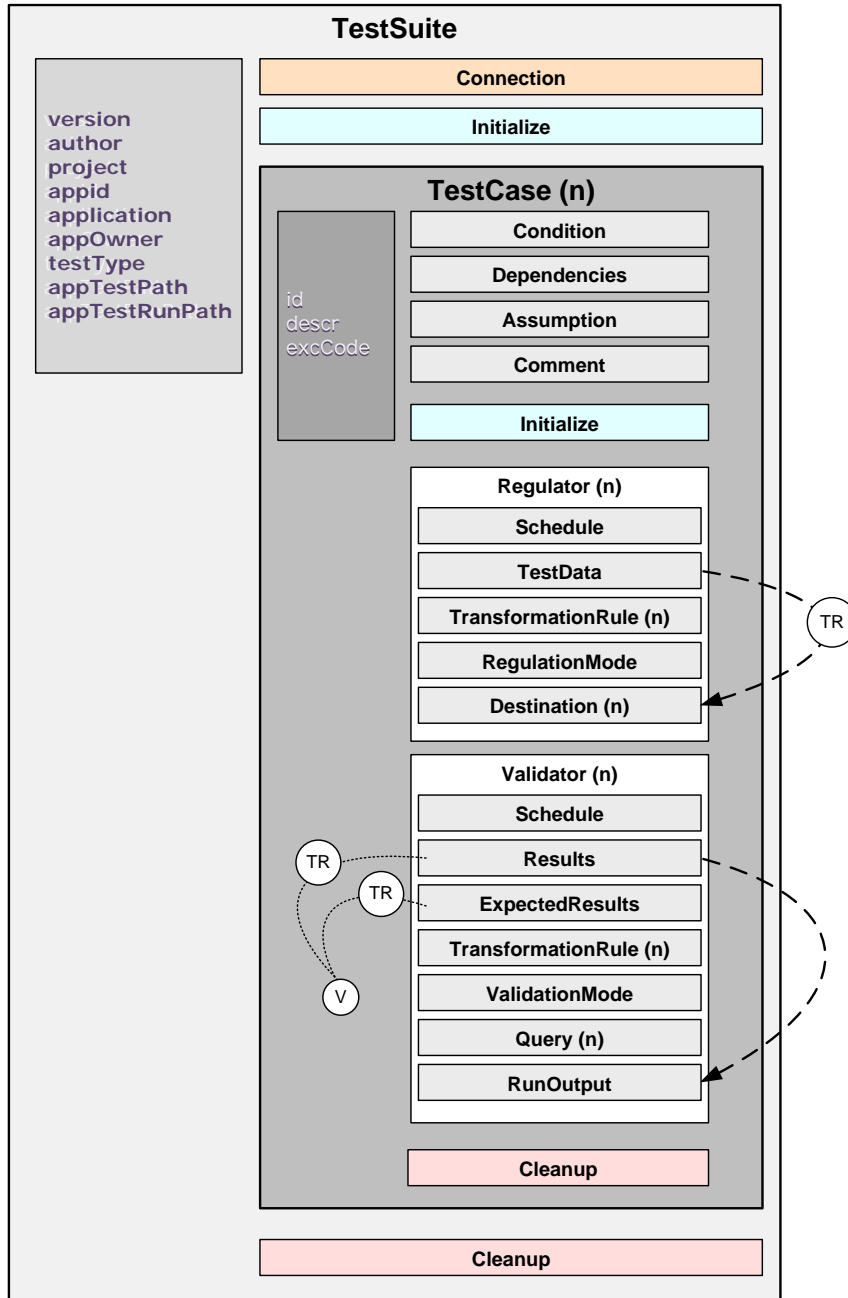 TestSuite
version
author
project
appid
application
appOwner
testType
appTestPath
appTestRunPath
Connection
Initialize
TestCase (n)
id
descr
excCode
Condition
Dependencies
Assumption
Comment
Initialize
Regulator (n)
Schedule
TestData
TransformationRule (n)
RegulationMode
Destination (n)
TR
Validator (n)
Schedule
Results
ExpectedResults
TransformationRule (n)
ValidationMode
Query (n)
RunOutput
TR
TR
V
Cleanup
Cleanup